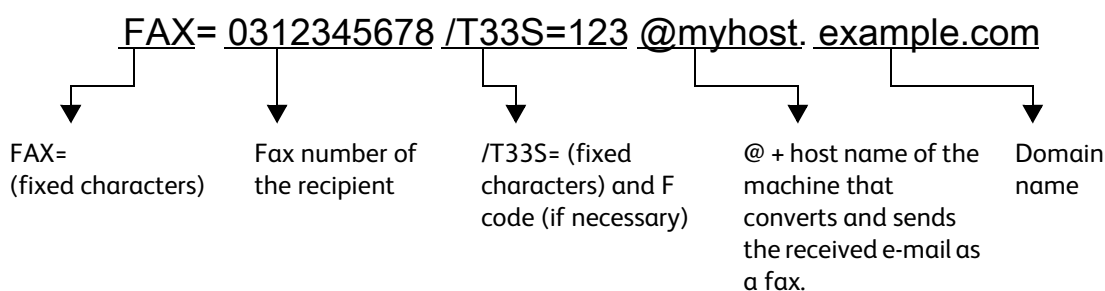 FAX= 0312345678 /T33S=123 @myhost. example.com
FAX=
(fixed characters)
Fax number of
the recipient
/T33S= (fixed
characters) and F
code (if necessary)
@ + host name of the
machine that
converts and sends
the received e-mail as
a fax.
Domain
name